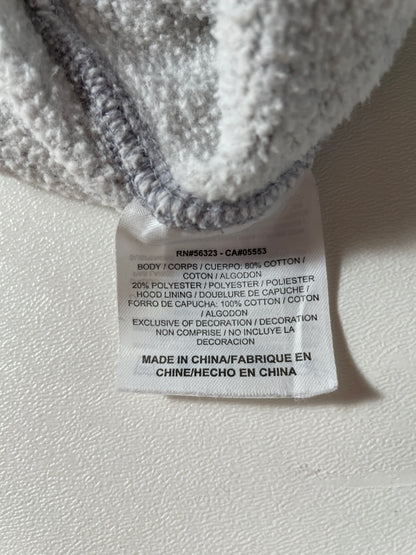 RN#56323 - CA#05553
BODY / CORPS / CUERPO: 80% COTTON /
COTON / ALGODON
20% POLYESTER / POLYESTER / POLIESTER
HOOD LINING / DOUBLURE DE CAPUCHE /
FORRO DE CAPUCHA: 100% COTTON / COTON
/ ALGODON
EXCLUSIVE OF DECORATION / DECORATION
NON COMPRISE / NO INCLUYE LA
DECORACION
MADE IN CHINA/FABRIQUE EN
CHINE/HECHO EN CHINA